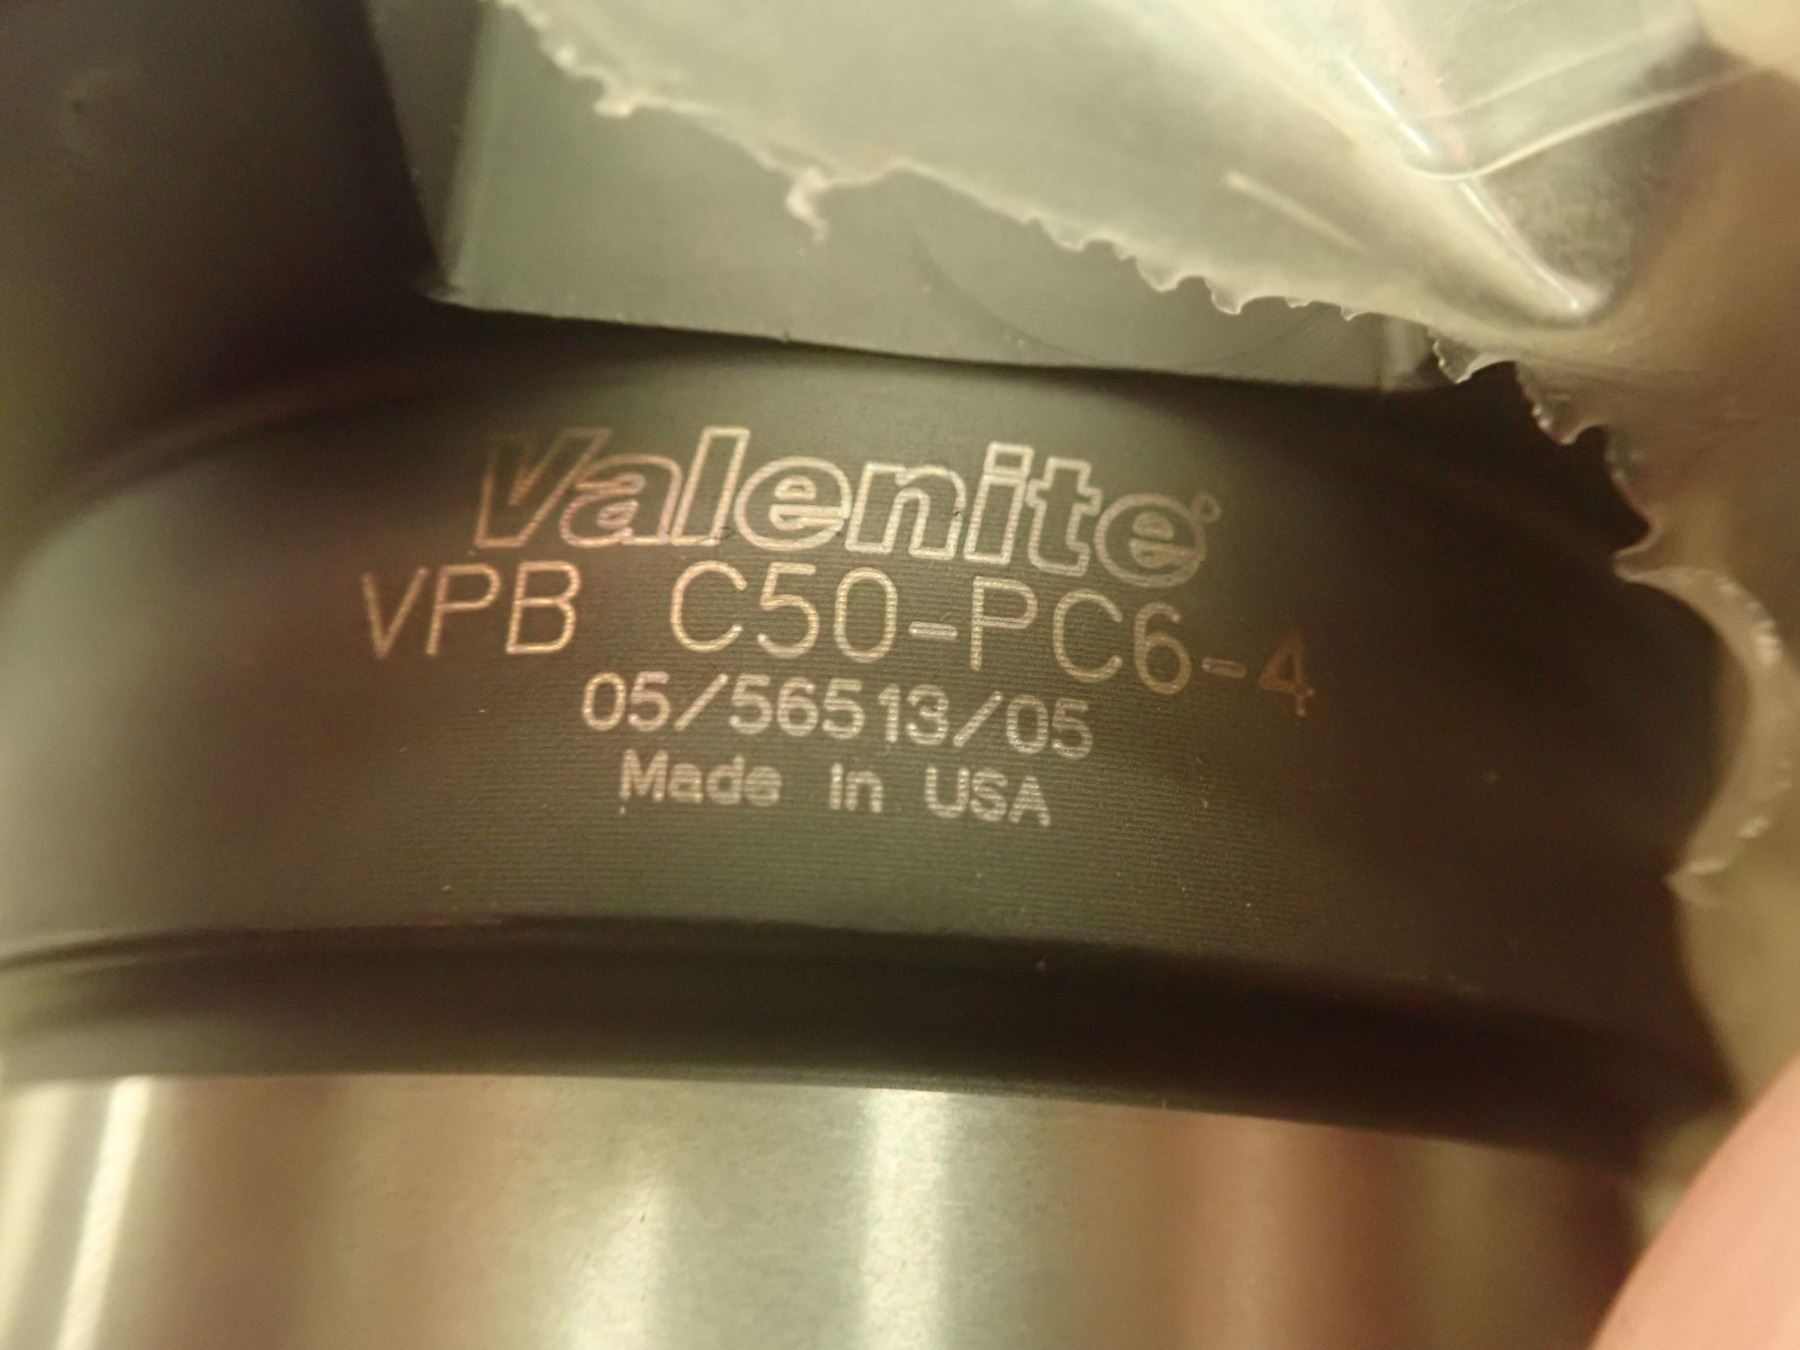 Valenite
VPB C50-PC6-4
05/56513/05
Made in USA